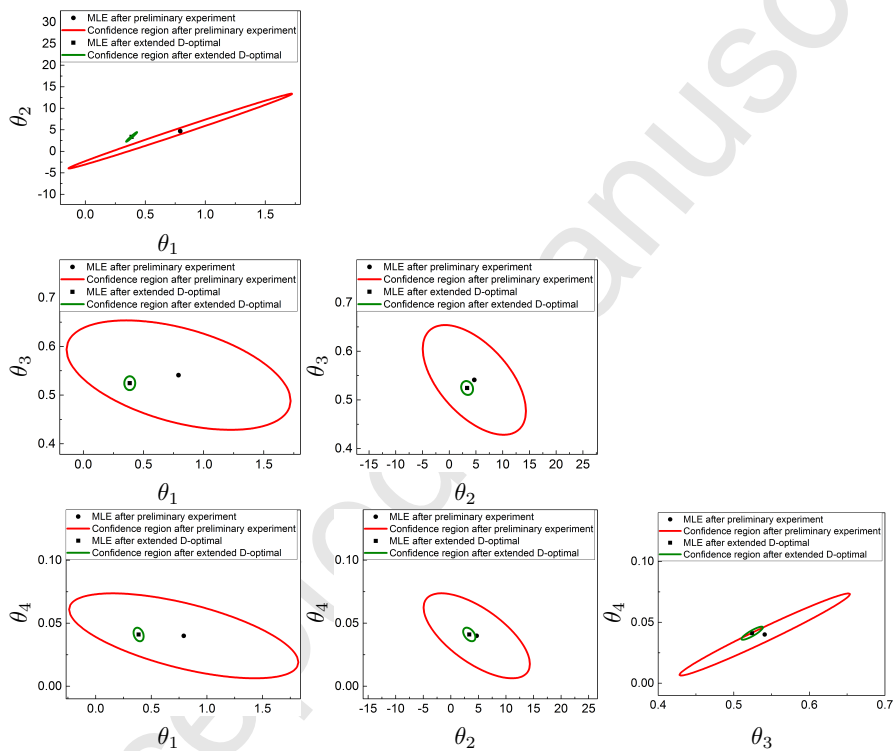 MLE after preliminary experiment
Confidence region after preliminary experiment
MLE after extended D-optimal
Confidence region after extended D-optimal
30
25
20
15
10
5
0
-5
-10
θ2
0.0 0.5 1.0 1.5
θ1
MLE after preliminary experiment
Confidence region after preliminary experiment
MLE after extended D-optimal
Confidence region after extended D-optimal
0.7
0.6
0.5
0.4
θ3
0.0 0.5 1.0 1.5
θ1
MLE after preliminary experiment
Confidence region after preliminary experiment
MLE after extended D-optimal
Confidence region after extended D-optimal
0.7
0.6
0.5
0.4
θ3
-15 -10 -5 0 5 10 15 20 25
θ2
MLE after preliminary experiment
Confidence region after preliminary experiment
MLE after extended D-optimal
Confidence region after extended D-optimal
0.10
0.05
0.00
θ4
0.0 0.5 1.0 1.5
θ1
MLE after preliminary experiment
Confidence region after preliminary experiment
MLE after extended D-optimal
Confidence region after extended D-optimal
0.10
0.05
0.00
θ4
-15 -10 -5 0 5 10 15 20 25
θ2
MLE after preliminary experiment
Confidence region after preliminary experiment
MLE after extended D-optimal
Confidence region after extended D-optimal
0.10
0.05
0.00
θ4
0.4 0.5 0.6 0.7
θ3